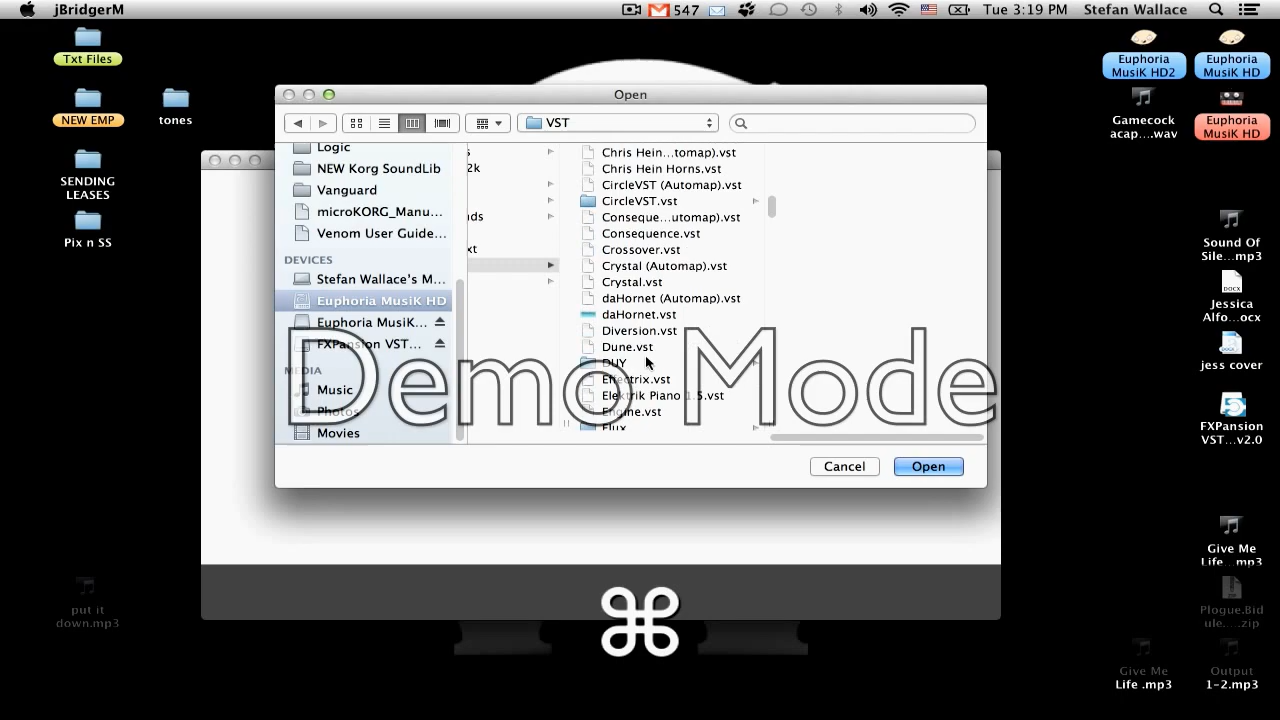 jBridgerM
547
Tue 3:19 PM
Stefan Wallace
Txt Files
NEW EMP
tones
SENDING
LEASES
Pix n SS
put it
down.mp3
Open
VST
Logic
NEW Korg SoundLib
Vanguard
microKORG_Manu...
Venom User Guide...
DEVICES
Stefan Wallace's M...
Euphoria MusiK HD
Euphoria MusiK...
FXPansion VST...
MEDIA
Music
Photos
Movies
s
2k
ds
xt
Chris Hein...tomap).vst
Chris Hein Horns.vst
CircleVST (Automap).vst
CircleVST.vst
Conseque...utomap).vst
Consequence.vst
Crossover.vst
Crystal (Automap).vst
Crystal.vst
daHornet (Automap).vst
daHornet.vst
Diversion.vst
Dune.vst
DUY
Effectrix.vst
Elektrik Piano 1.5.vst
Engine.vst
Flux
Demo Mode
Cancel
Open
Euphoria
MusiK HD2
Euphoria
MusiK HD
Gamecock
acap....wav
Euphoria
MusiK HD
Sound Of
Sile...mp3
DOCX
Jessica
Alfo...ocx
jess cover
FXPansion
VST...v2.0
Give Me
Life...mp3
Plogue.Bid
ule....zip
Give Me
Life .mp3
Output
1-2.mp3